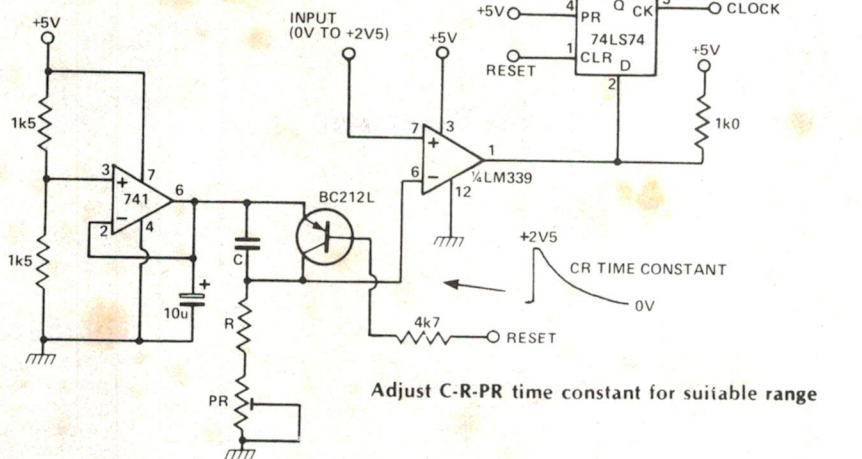 +5V
INPUT
(0V TO +2V5)
+5V
+5V
4
PR
Q
CK
CLOCK
74LS74
RESET
1
CLR
D
2
+5V
1k5
1k0
7
3
+
6
−
1
12
¼LM339
3
+
7
741
6
2
−
4
BC212L
1k5
C
+
10u
+2V5
CR TIME CONSTANT
0V
R
4k7
RESET
PR
Adjust C-R-PR time constant for suitable range